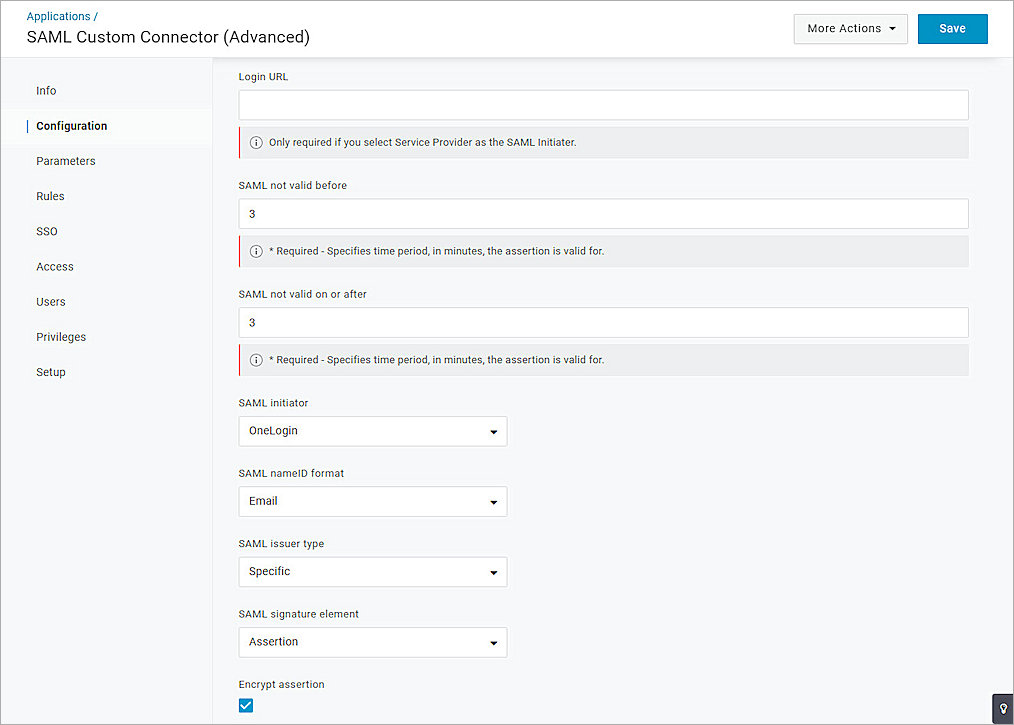 Applications /
SAML Custom Connector (Advanced)
More Actions
Save
Info
Configuration
Parameters
Rules
SSO
Access
Users
Privileges
Setup
Login URL
Only required if you select Service Provider as the SAML Initiater.
SAML not valid before
3
* Required - Specifies time period, in minutes, the assertion is valid for.
SAML not valid on or after
3
* Required - Specifies time period, in minutes, the assertion is valid for.
SAML initiator
OneLogin
SAML nameID format
Email
SAML issuer type
Specific
SAML signature element
Assertion
Encrypt assertion